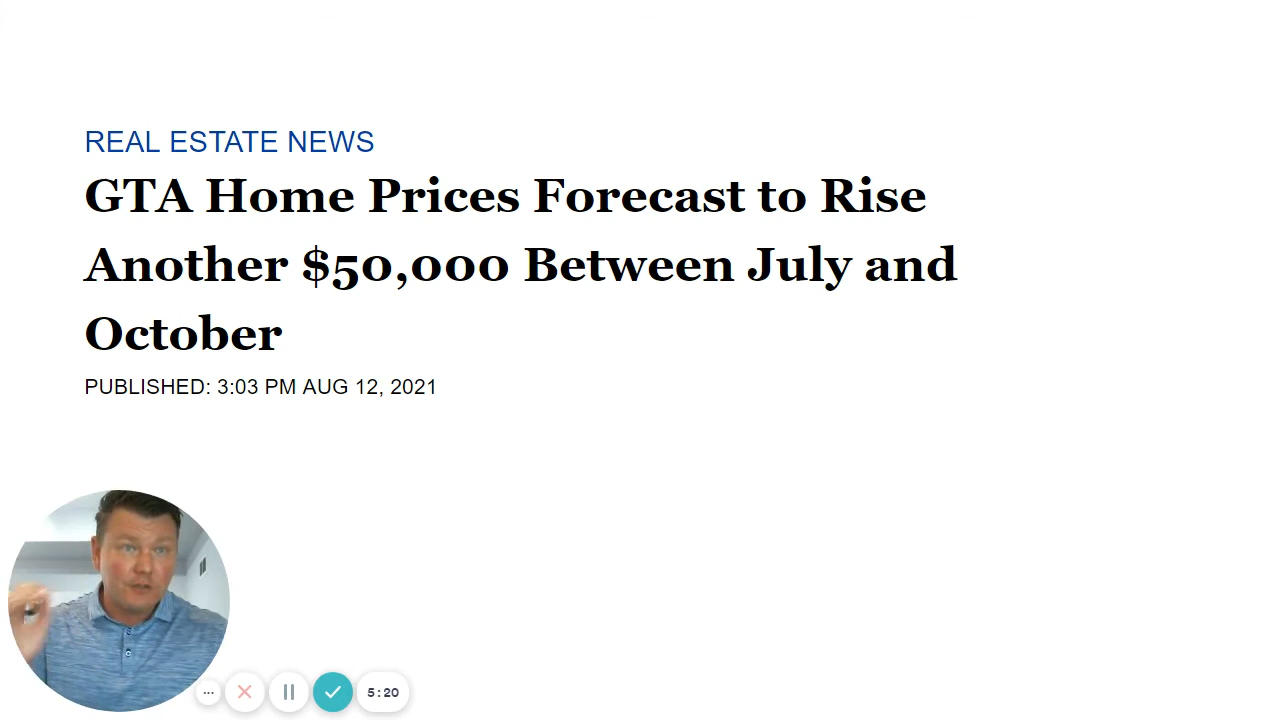 REAL ESTATE NEWS
GTA Home Prices Forecast to Rise
Another $50,000 Between July and
October
PUBLISHED: 3:03 PM AUG 12, 2021
5:20